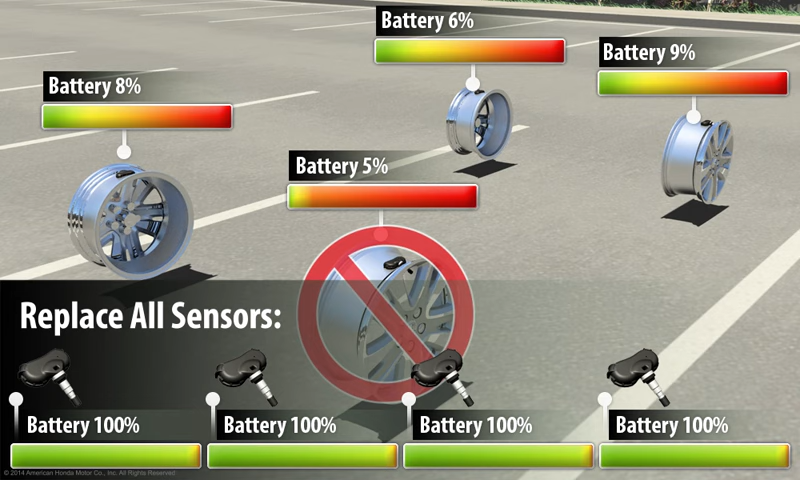 Battery 6%
Battery 9%
Battery 8%
Battery 5%
Replace All Sensors:
Battery 100%
Battery 100%
Battery 100%
Battery 100%
© 2014 American Honda Motor Co., Inc. All Rights Reserved